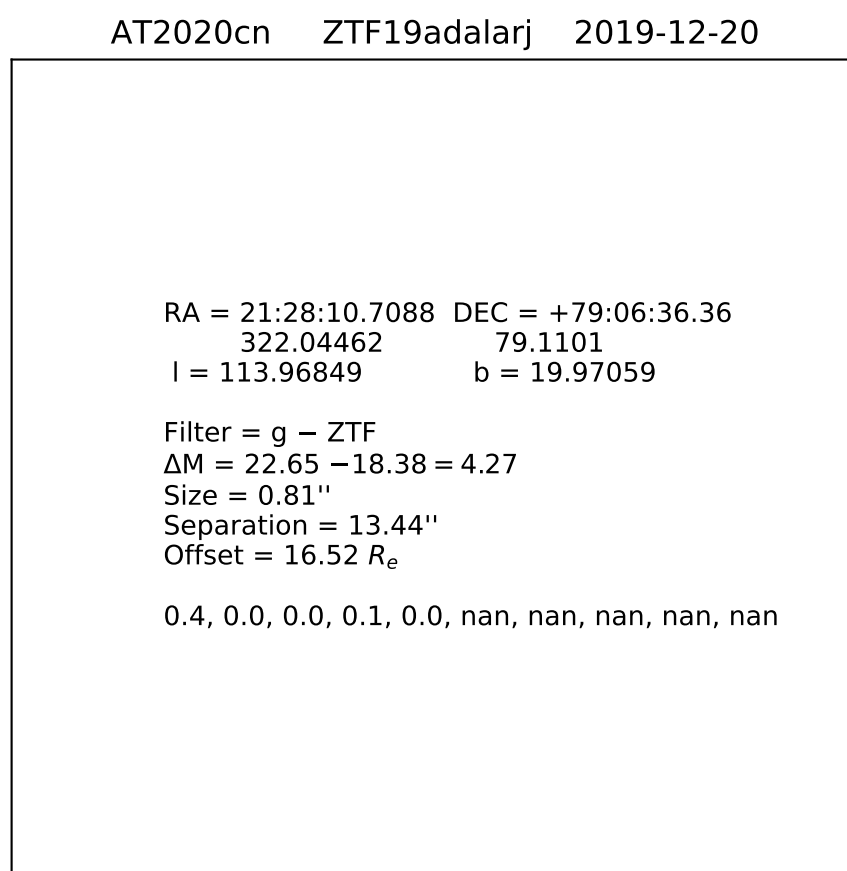 AT2020cn ZTF19adalarj 2019-12-20
RA = 21:28:10.7088 DEC = +79:06:36.36
322.04462 79.1101
l = 113.96849 b = 19.97059
Filter = g − ZTF
ΔM = 22.65 −18.38 = 4.27
Size = 0.81''
Separation = 13.44''
Offset = 16.52 Re
0.4, 0.0, 0.0, 0.1, 0.0, nan, nan, nan, nan, nan